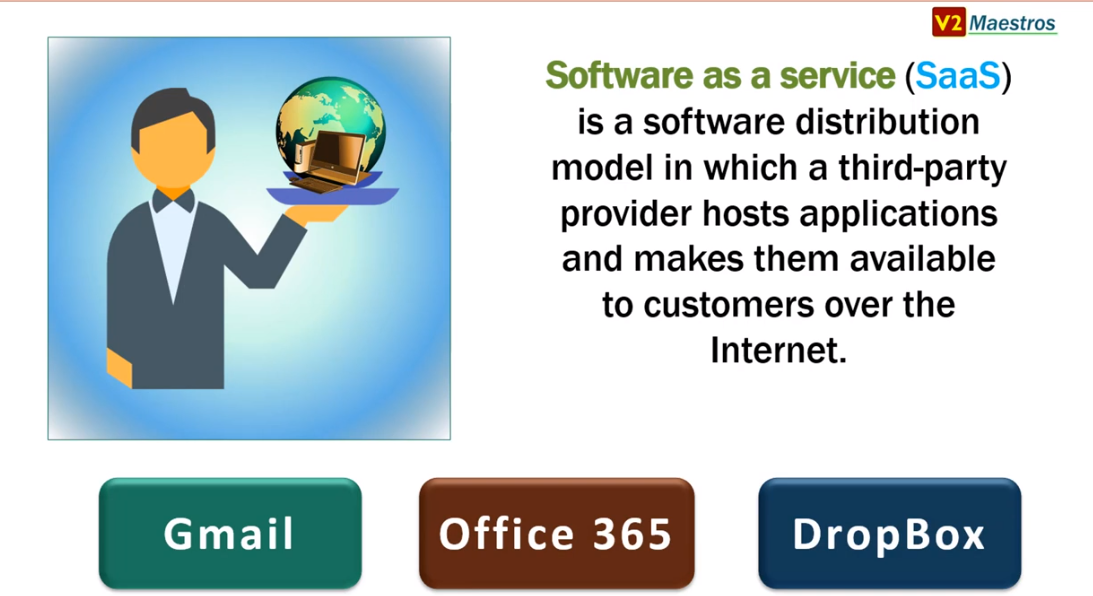 V2 Maestros
Software as a service (SaaS)
is a software distribution
model in which a third-party
provider hosts applications
and makes them available
to customers over the
Internet.
Gmail
Office 365
DropBox